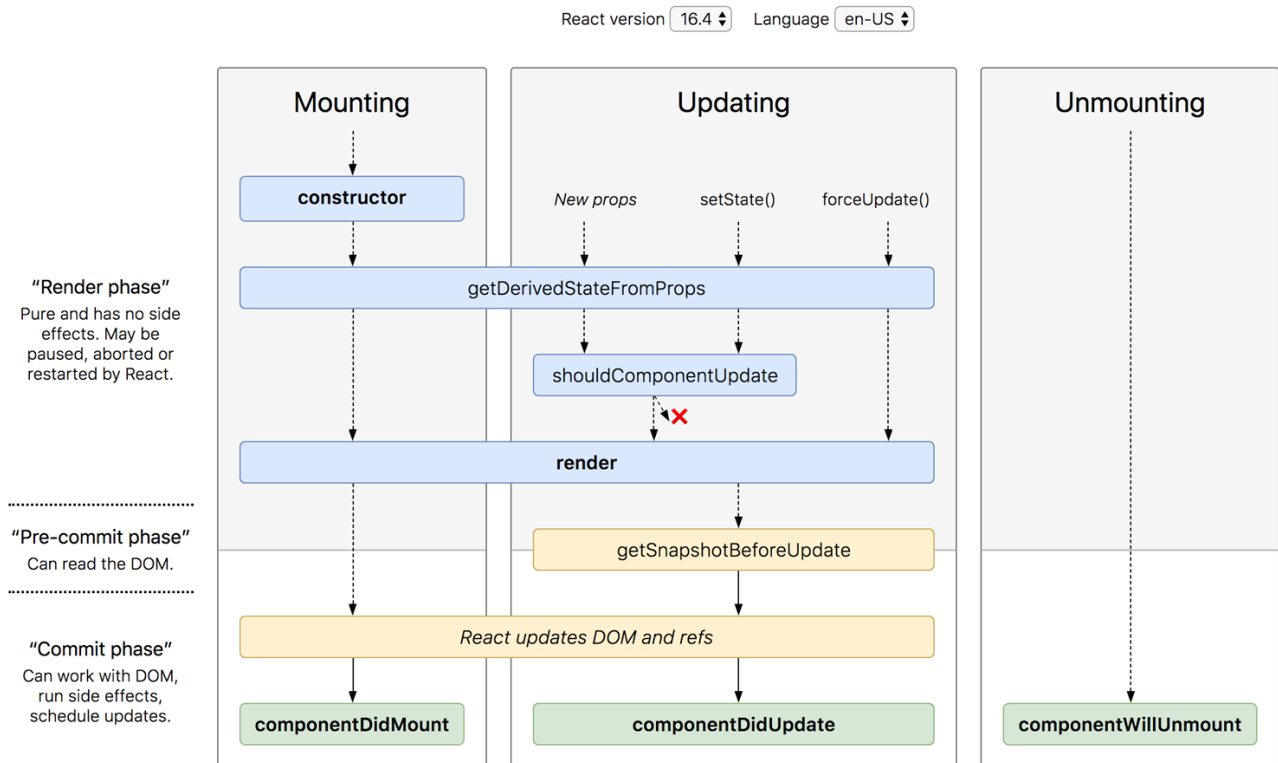 React version 16.4 Language en-US
Mounting
Updating
Unmounting
constructor
New props
setState()
forceUpdate()
“Render phase”
Pure and has no side
effects. May be
paused, aborted or
restarted by React.
getDerivedStateFromProps
shouldComponentUpdate
render
“Pre-commit phase”
Can read the DOM.
getSnapshotBeforeUpdate
“Commit phase”
Can work with DOM,
run side effects,
schedule updates.
React updates DOM and refs
componentDidMount
componentDidUpdate
componentWillUnmount